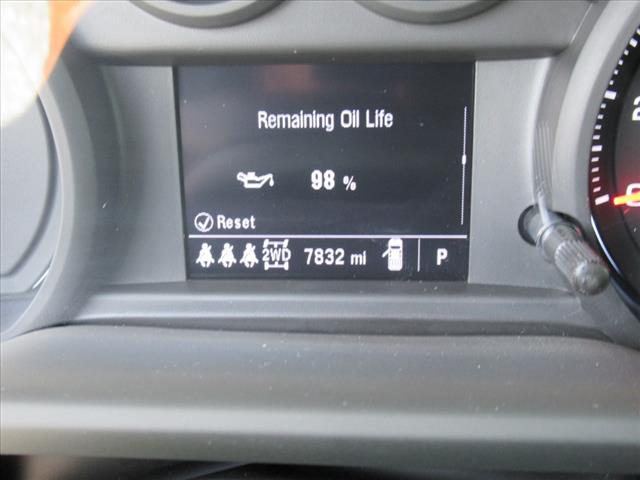 Remaining Oil Life
98 %
Reset
2WD 7832 mi P